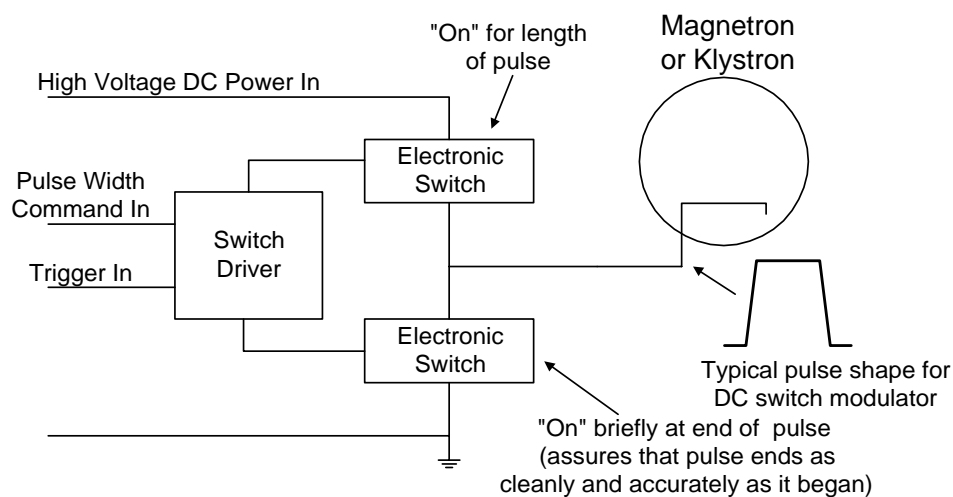 "On" for length
of pulse
Magnetron
or Klystron
High Voltage DC Power In
Electronic
Switch
Pulse Width
Command In
Switch
Driver
Trigger In
Electronic
Switch
Typical pulse shape for
DC switch modulator
"On" briefly at end of pulse
(assures that pulse ends as
cleanly and accurately as it began)